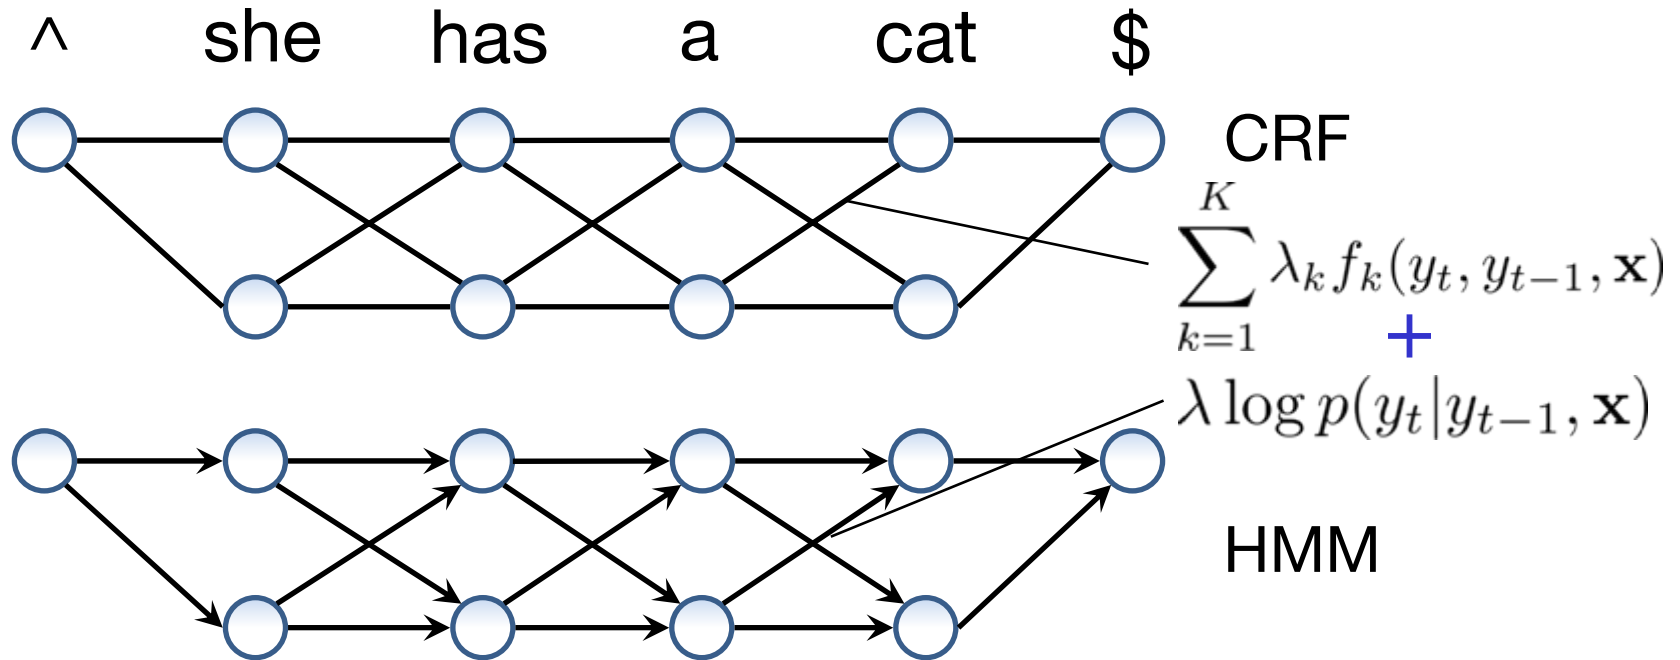 ^ she has a cat $
CRF
K
∑ λ_k f_k(y_t, y_{t−1}, 𝐱)
k=1
+
λ log p(y_t|y_{t−1}, 𝐱)
HMM